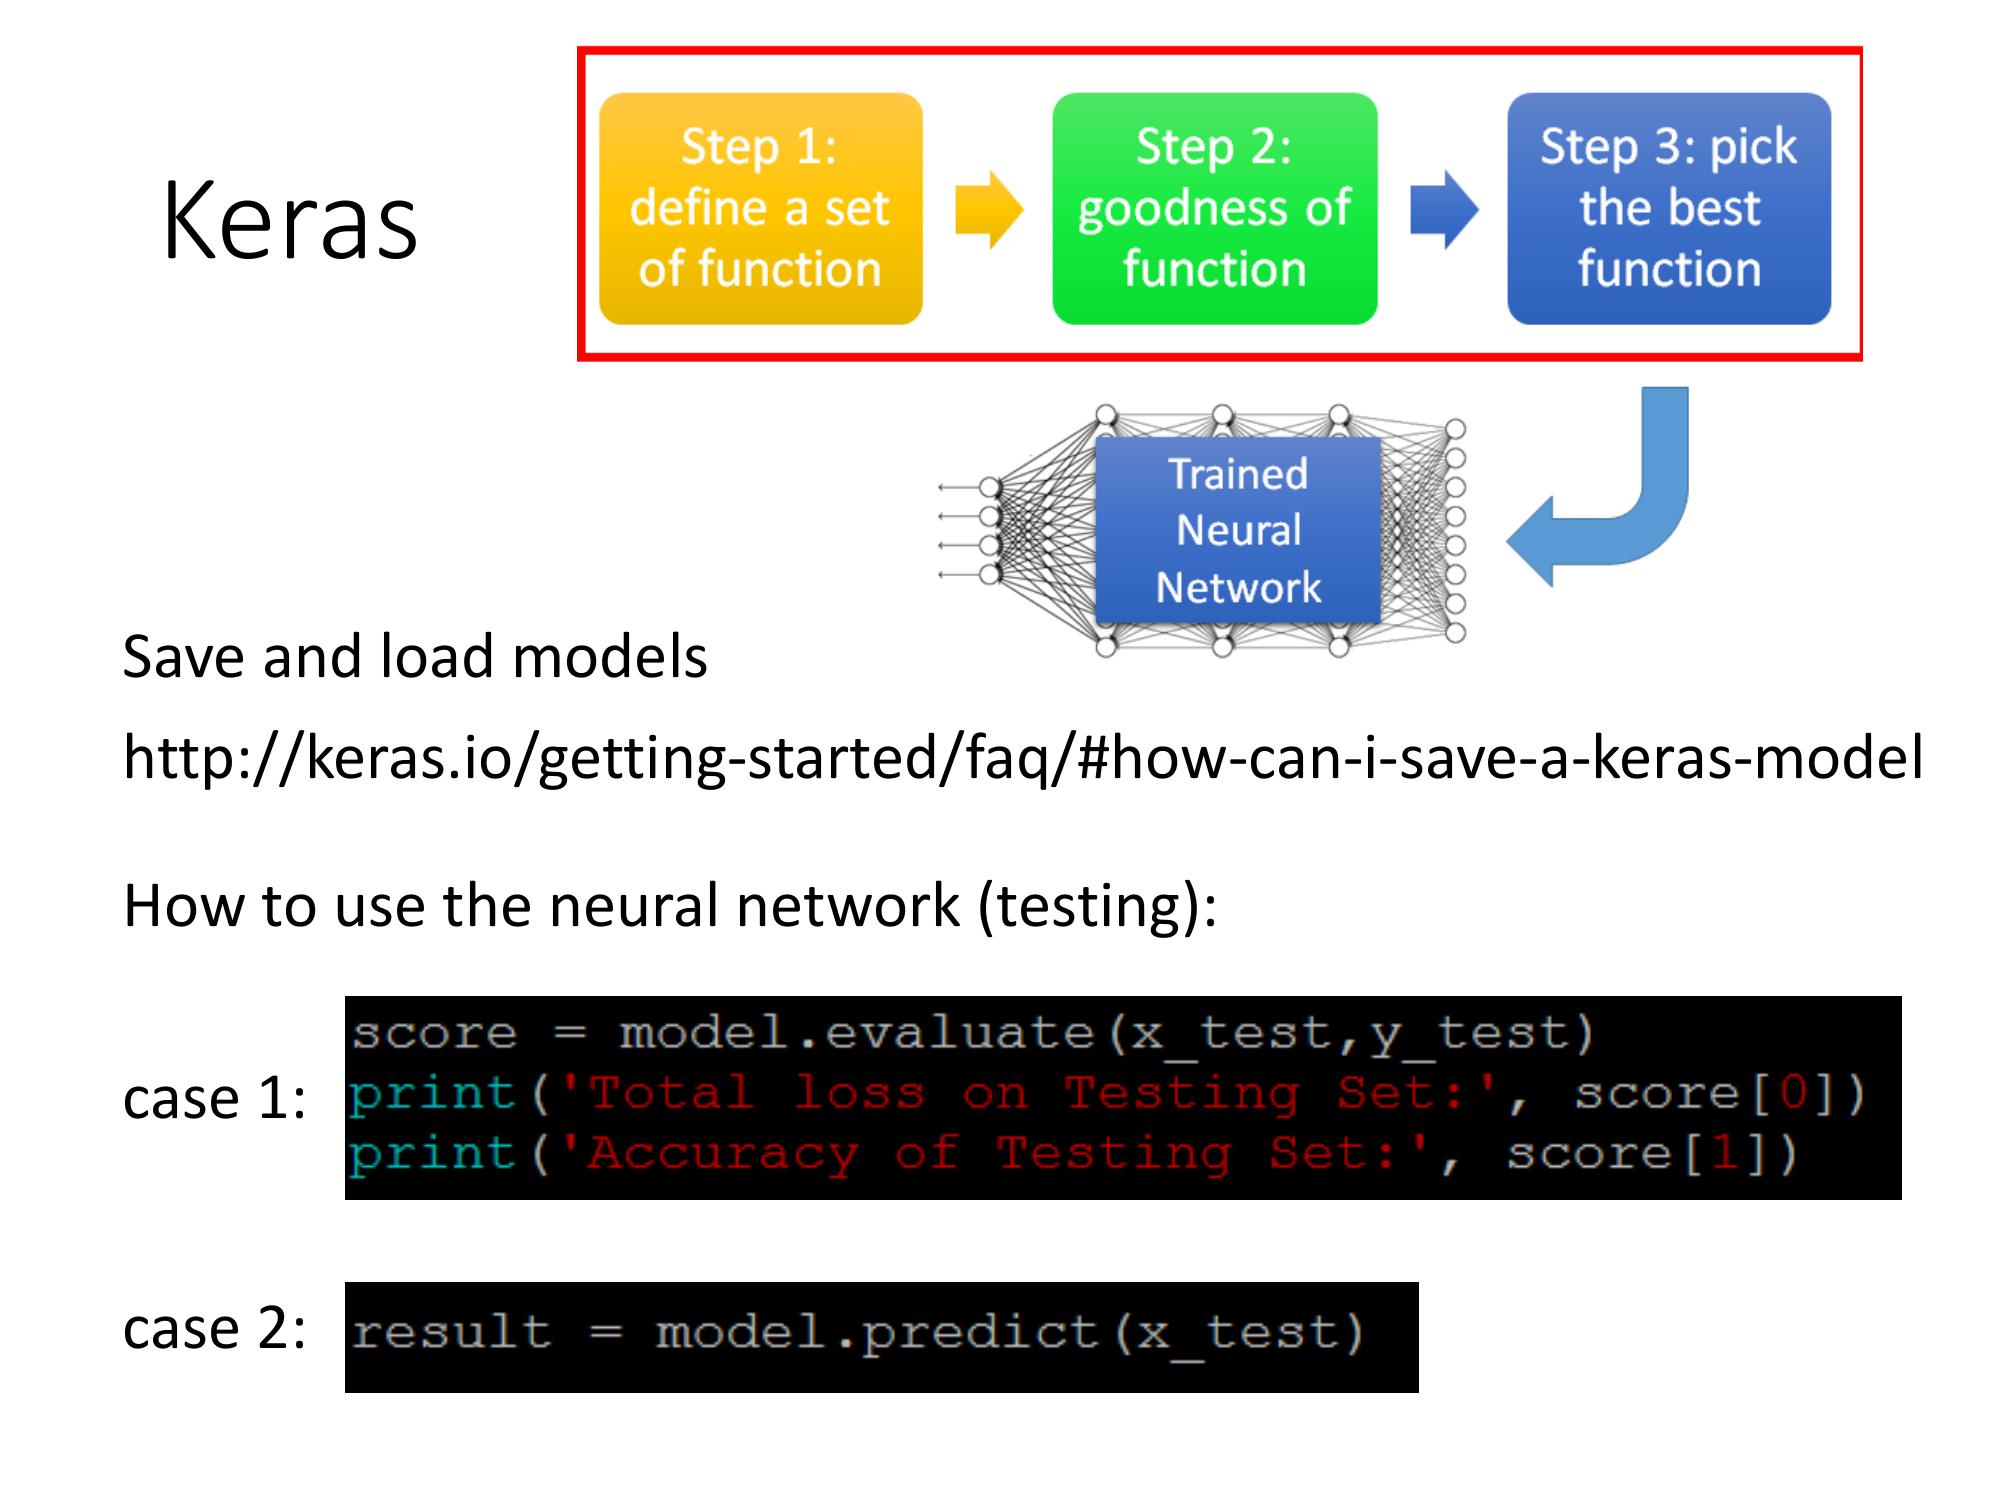 Keras
Step 1:
define a set
of function
Step 2:
goodness of
function
Step 3: pick
the best
function
Trained
Neural
Network
Save and load models
http://keras.io/getting-started/faq/#how-can-i-save-a-keras-model
How to use the neural network (testing):
case 1:
score = model.evaluate(x_test,y_test)
print('Total loss on Testing Set:', score[0])
print('Accuracy of Testing Set:', score[1])
case 2:
result = model.predict(x_test)